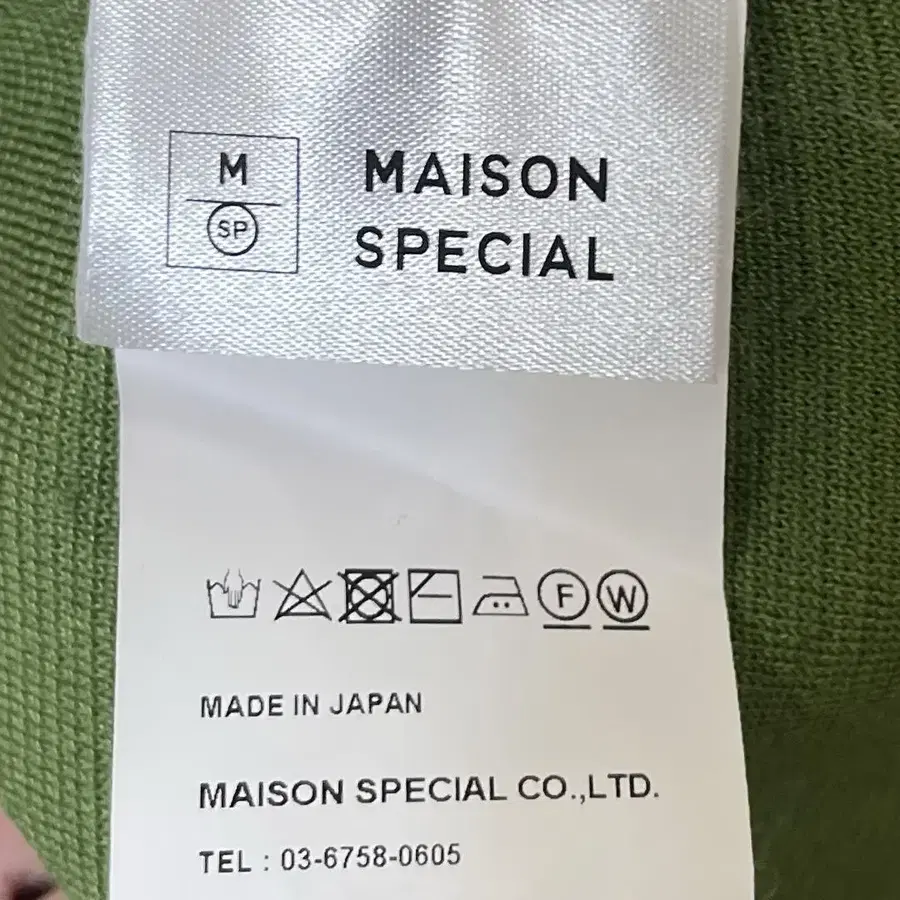 M
SP
MAISON
SPECIAL
F W
MADE IN JAPAN
MAISON SPECIAL CO.,LTD.
TEL : 03-6758-0605